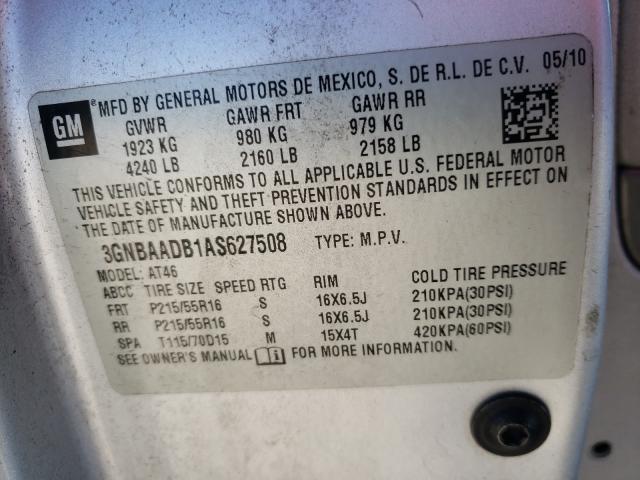 GM ®MFD BY GENERAL MOTORS DE MEXICO, S. DE R.L. DE C.V. 05/10
GVWR GAWR FRT GAWR RR
1923 KG 980 KG 979 KG
4240 LB 2160 LB 2158 LB
THIS VEHICLE CONFORMS TO ALL APPLICABLE U.S. FEDERAL MOTOR
VEHICLE SAFETY AND THEFT PREVENTION STANDARDS IN EFFECT ON
THE DATE OF MANUFACTURE SHOWN ABOVE.
3GNBAADB1AS627508 TYPE: M.P.V.
MODEL: AT46
ABCC TIRE SIZE SPEED RTG RIM COLD TIRE PRESSURE
FRT P215/55R16 S 16X6.5J 210KPA(30PSI)
RR P215/55R16 S 16X6.5J 210KPA(30PSI)
SPA T115/70D15 M 15X4T 420KPA(60PSI)
SEE OWNER'S MANUAL FOR MORE INFORMATION.